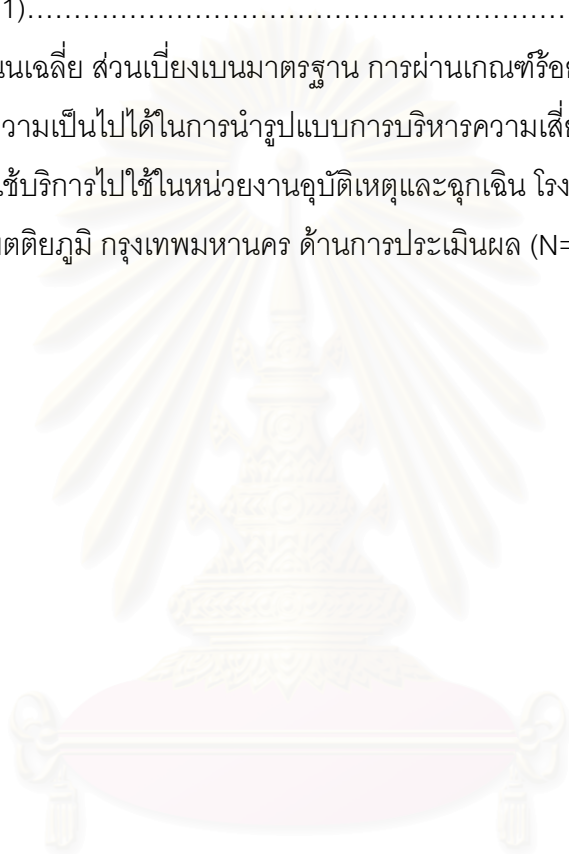 1)……………………………………………………
นเฉลี่ย ส่วนเบี่ยงเบนมาตรฐาน การผ่านเกณฑ์ร้อย
วามเป็นไปได้ในการนำรูปแบบการบริหารความเสี่
ช้บริการไปใช้ในหน่วยงานอุบัติเหตุและฉุกเฉิน โรง
ตติยภูมิ กรุงเทพมหานคร ด้านการประเมินผล (N=